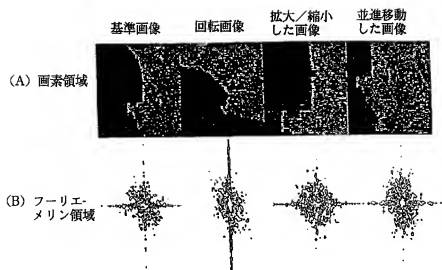 基準画像
回転画像
拡大/縮小
した画像
並進移動
した画像
(A) 画素領域
(B) フーリエ-
メリン領域